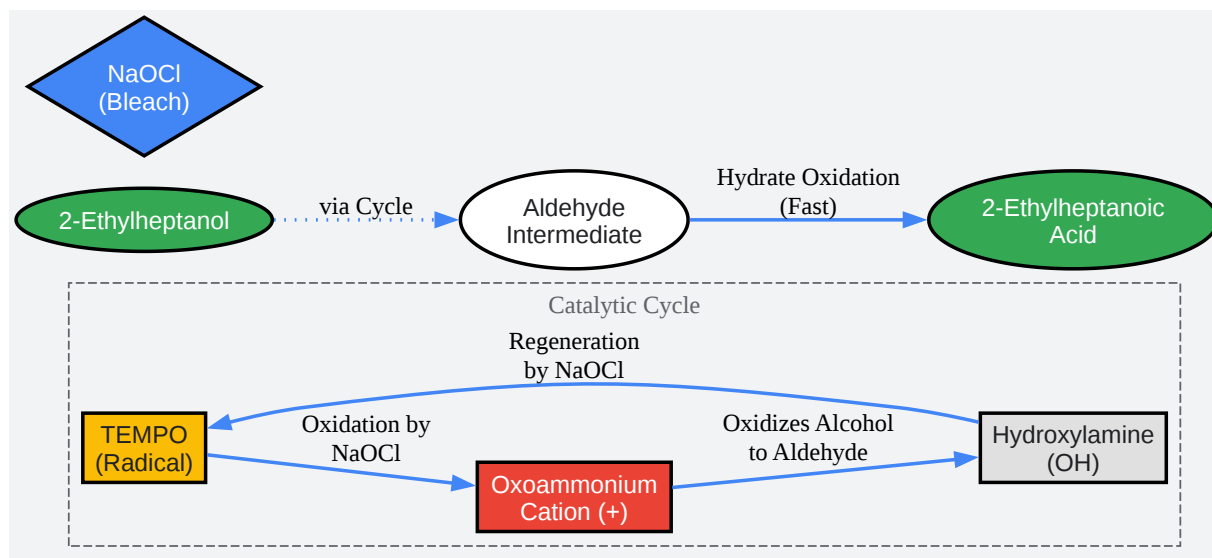 NaOCl
(Bleach)
2-Ethylheptanol
via Cycle
Aldehyde
Intermediate
Hydrate Oxidation
(Fast)
2-Ethylheptanoic
Acid
Catalytic Cycle
Regeneration
by NaOCl
TEMPO
(Radical)
Oxidation by
NaOCl
Oxoammonium
Cation (+)
Oxidizes Alcohol
to Aldehyde
Hydroxylamine
(OH)